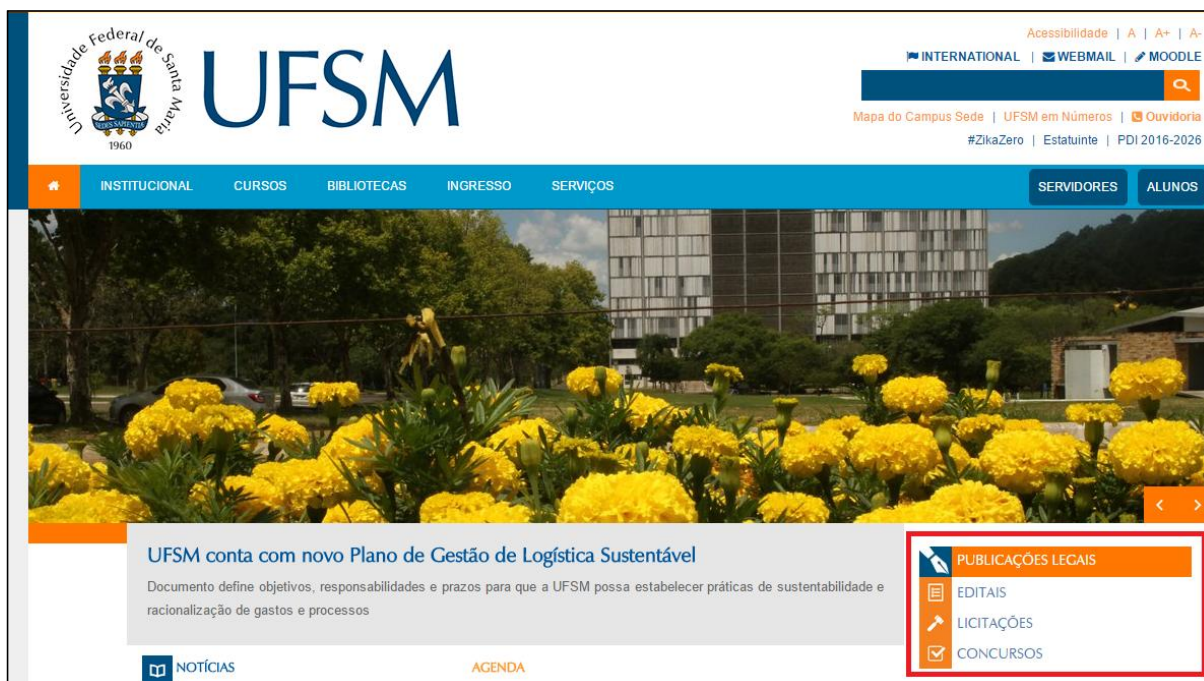 Universidade Federal de Santa Maria
SEDES SAPIENTIAE
1960
UFSM
Acessibilidade | A | A+ | A-
INTERNATIONAL | WEBMAIL | MOODLE
Mapa do Campus Sede | UFSM em Números | Ouvidoria
#ZikaZero | Estatuinte | PDI 2016-2026
INSTITUCIONAL CURSOS BIBLIOTECAS INGRESSO SERVIÇOS SERVIDORES ALUNOS
UFSM conta com novo Plano de Gestão de Logística Sustentável
Documento define objetivos, responsabilidades e prazos para que a UFSM possa estabelecer práticas de sustentabilidade e
racionalização de gastos e processos
PUBLICAÇÕES LEGAIS
EDITAIS
LICITAÇÕES
CONCURSOS
NOTÍCIAS
AGENDA